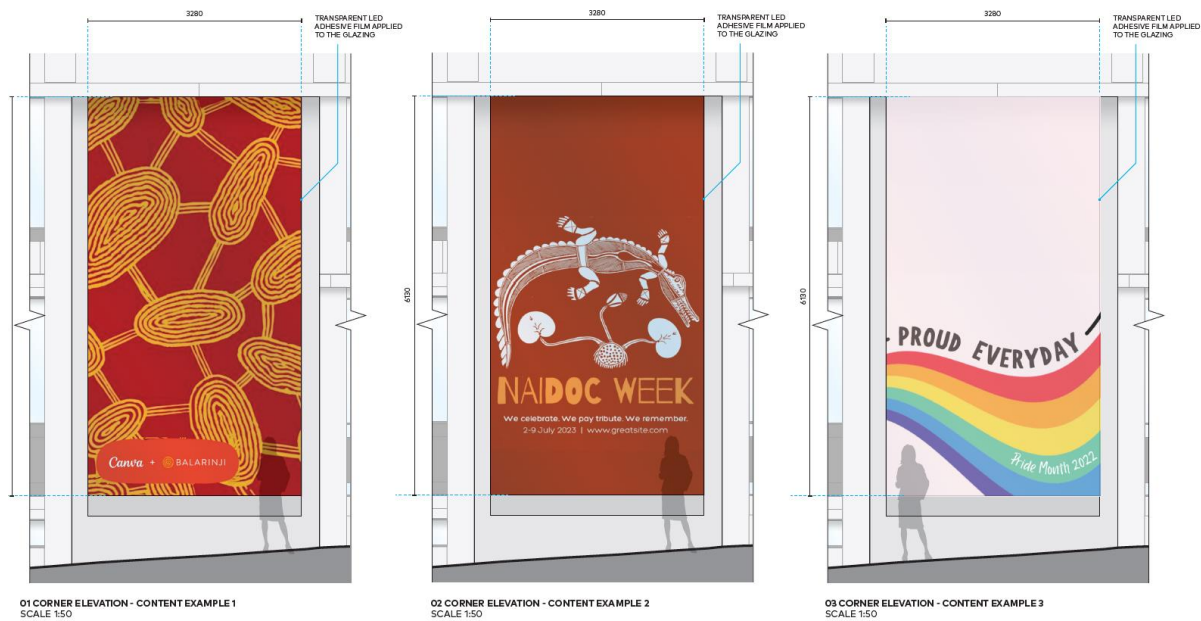 3280
TRANSPARENT LED
ADHESIVE FILM APPLIED
TO THE GLAZING
Canva + BALARINJI
01 CORNER ELEVATION - CONTENT EXAMPLE 1
SCALE 1:50
3280
TRANSPARENT LED
ADHESIVE FILM APPLIED
TO THE GLAZING
6130
NAIDOC WEEK
We celebrate. We pay tribute. We remember.
2-9 July 2023 | www.greatsite.com
02 CORNER ELEVATION - CONTENT EXAMPLE 2
SCALE 1:50
3280
TRANSPARENT LED
ADHESIVE FILM APPLIED
TO THE GLAZING
6130
PROUD EVERYDAY
Pride Month 2022
03 CORNER ELEVATION - CONTENT EXAMPLE 3
SCALE 1:50